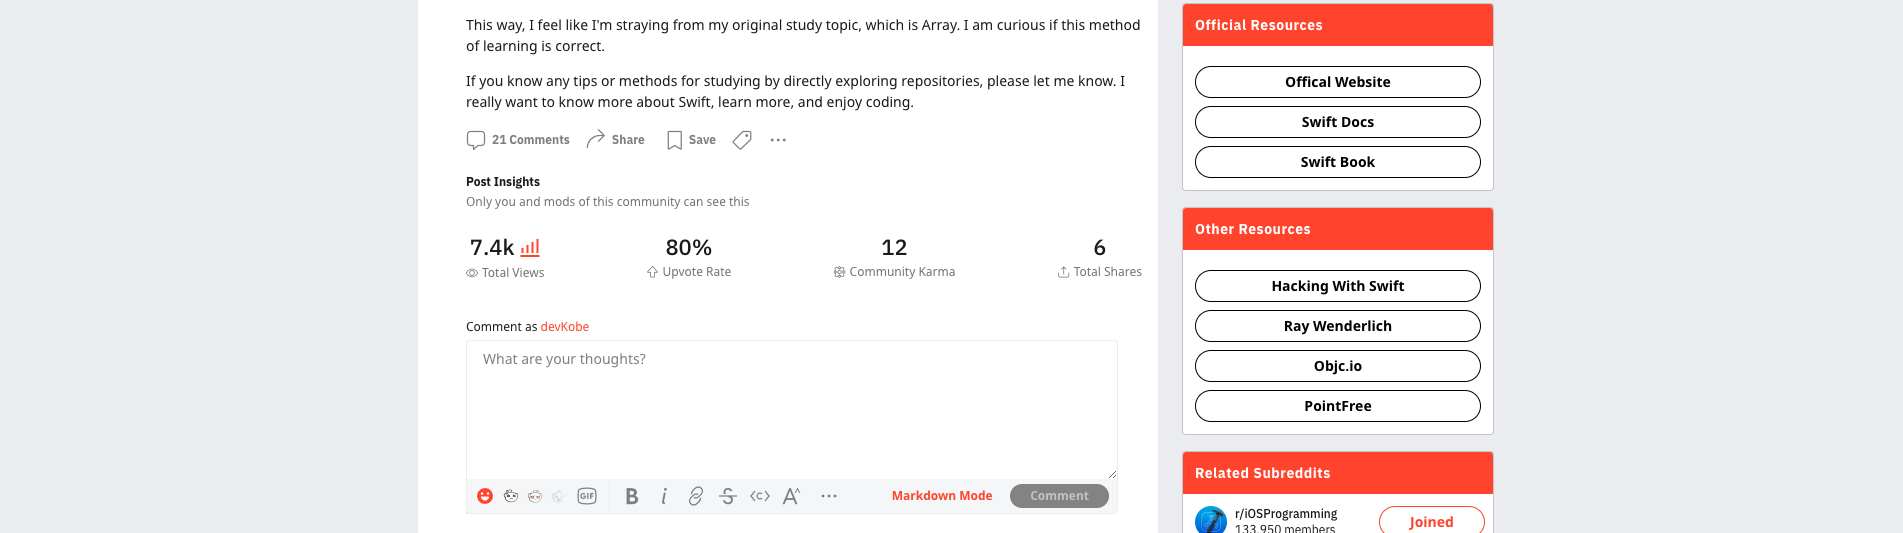 This way, I feel like I'm straying from my original study topic, which is Array. I am curious if this method
of learning is correct.
If you know any tips or methods for studying by directly exploring repositories, please let me know. I
really want to know more about Swift, learn more, and enjoy coding.
21 Comments Share Save
Post Insights
Only you and mods of this community can see this
7.4k 80% 12 6
Total Views Upvote Rate Community Karma Total Shares
Comment as devKobe
What are your thoughts?
GIF B i S <c> A^ Markdown Mode Comment
Official Resources
Offical Website
Swift Docs
Swift Book
Other Resources
Hacking With Swift
Ray Wenderlich
Objc.io
PointFree
Related Subreddits
r/iOSProgramming
133,950 members
Joined